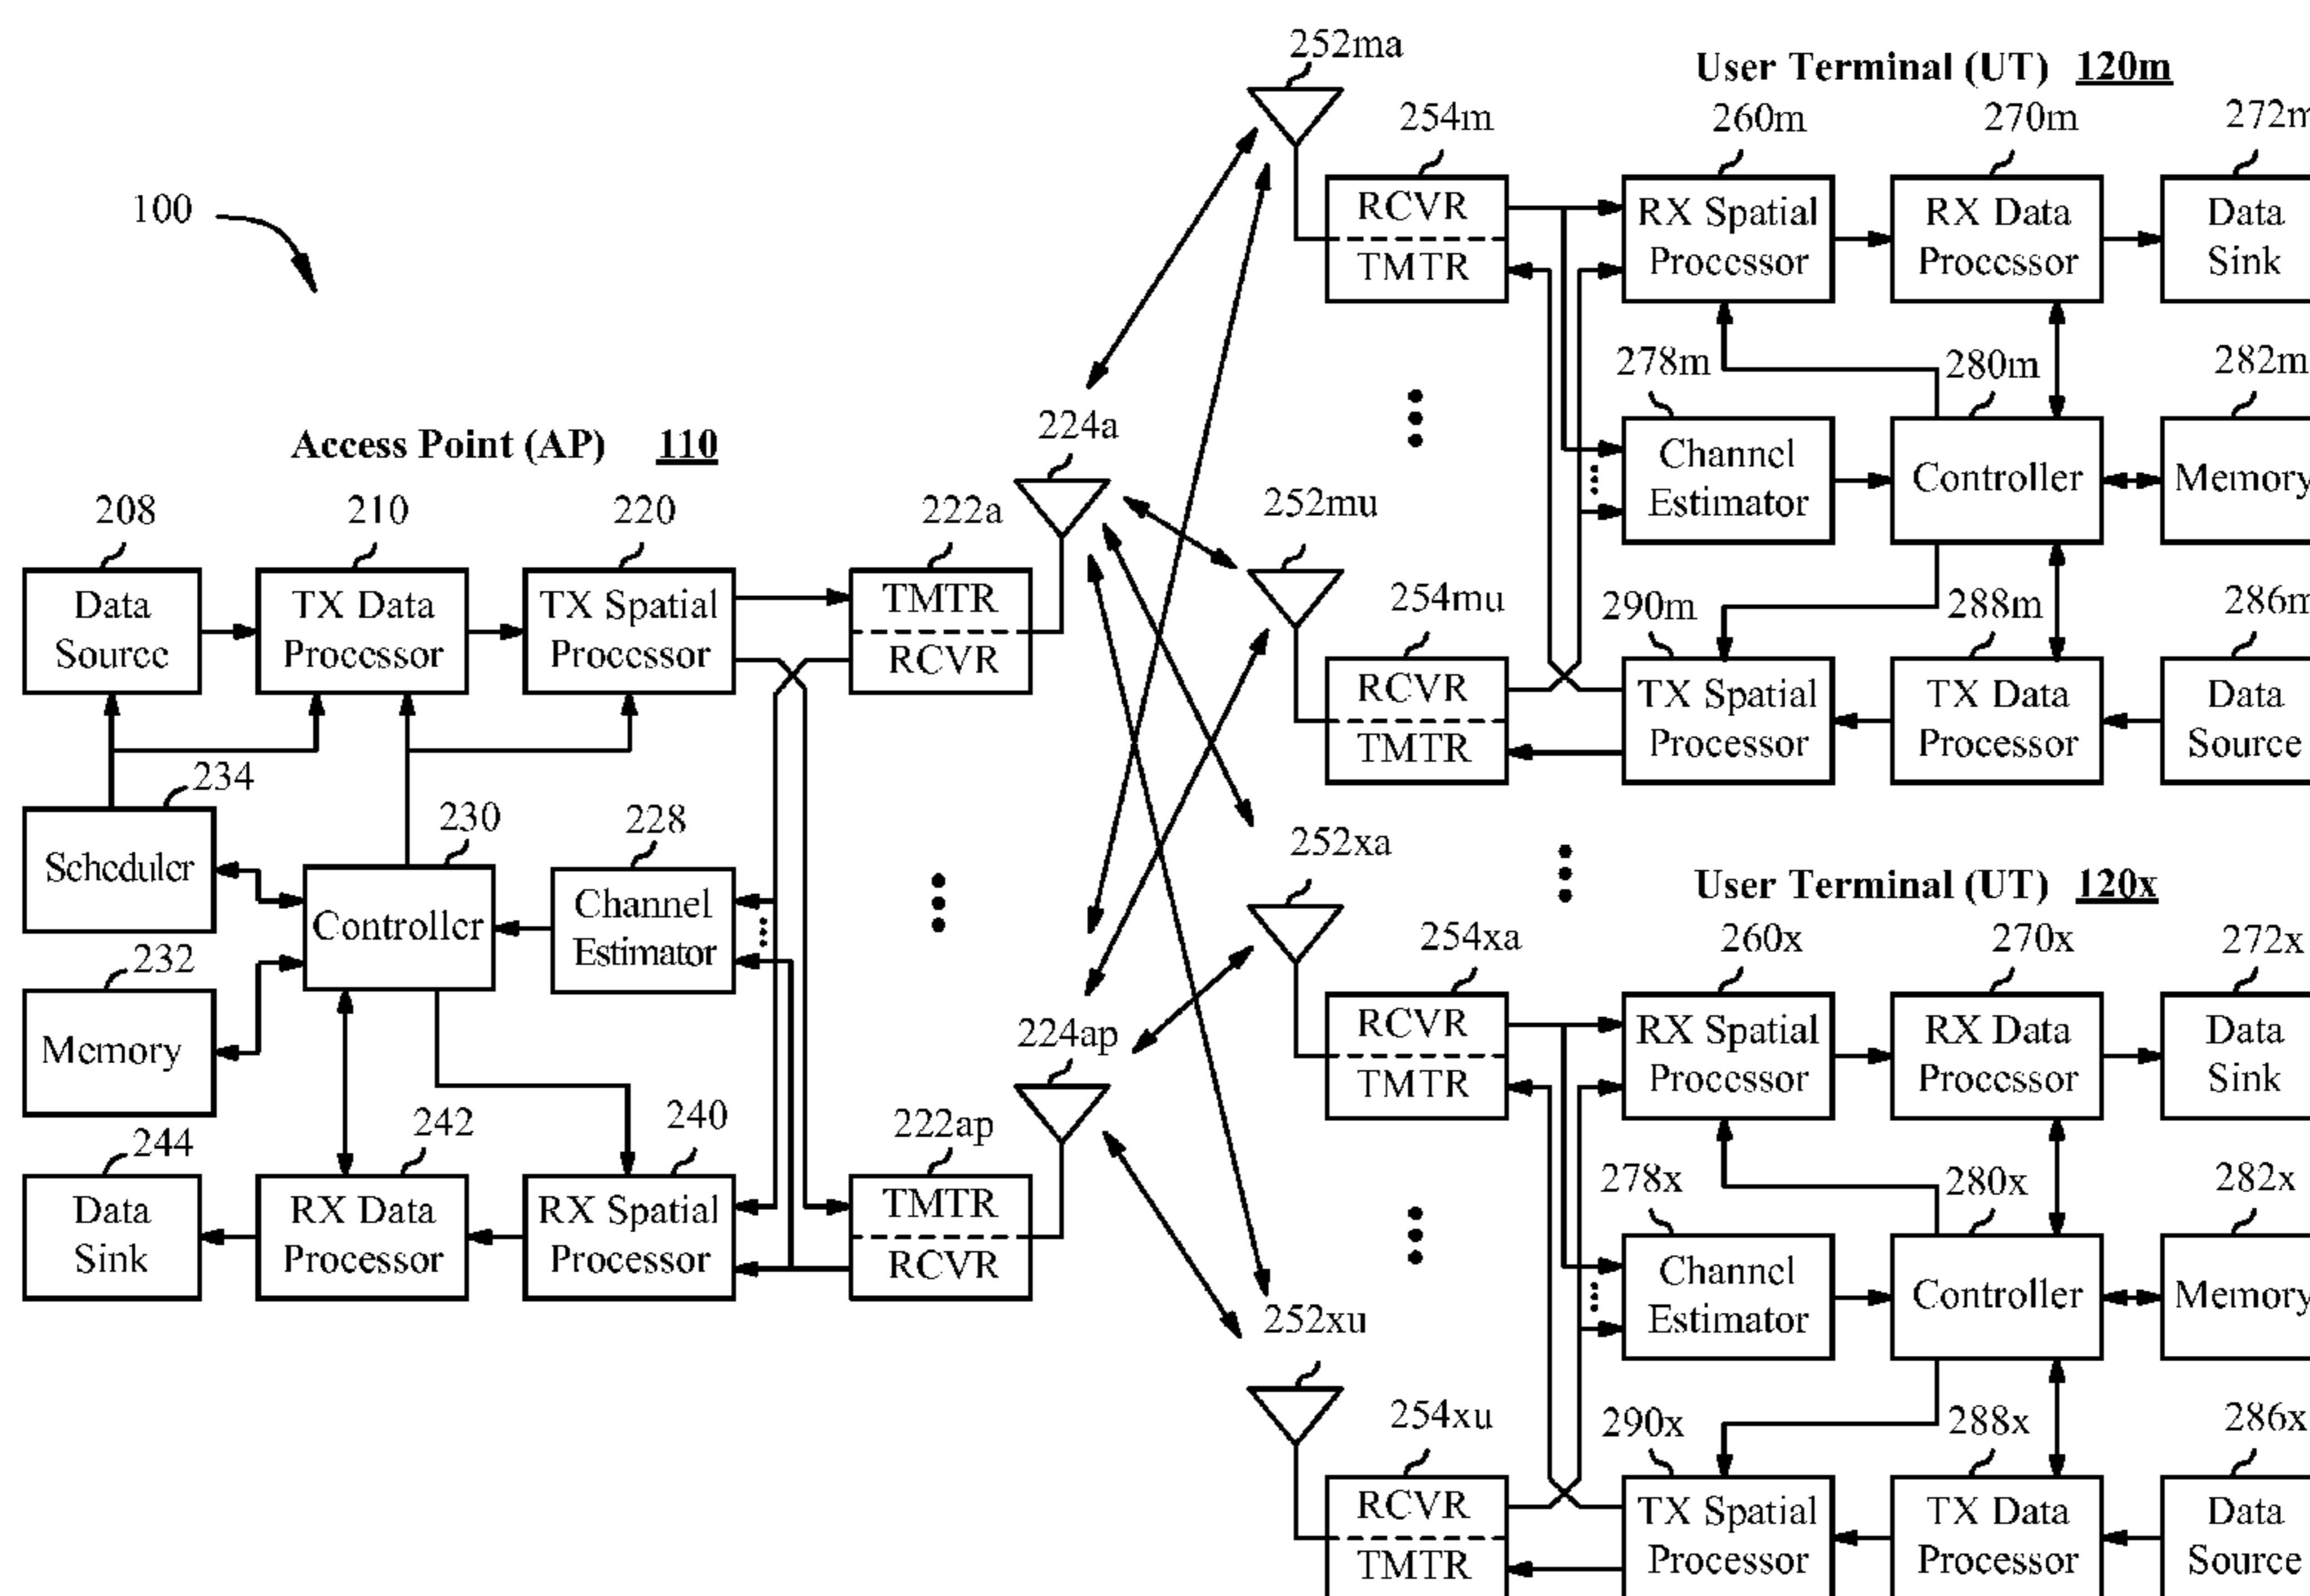 100
Access Point (AP) 110
208
210
220
222a
224a
Data
Source
TX Data
Processor
TX Spatial
Processor
TMTR
RCVR
234
230
228
Scheduler
Controller
Channel
Estimator
232
Memory
244
242
240
222ap
224ap
Data
Sink
RX Data
Processor
RX Spatial
Processor
TMTR
RCVR
252ma
252mu
252xa
252xu
User Terminal (UT) 120m
254m
260m
270m
272m
RCVR
TMTR
RX Spatial
Processor
RX Data
Processor
Data
Sink
278m
280m
282m
Channel
Estimator
Controller
Memory
254mu
290m
288m
286m
RCVR
TMTR
TX Spatial
Processor
TX Data
Processor
Data
Source
User Terminal (UT) 120x
254xa
260x
270x
272x
RCVR
TMTR
RX Spatial
Processor
RX Data
Processor
Data
Sink
278x
280x
282x
Channel
Estimator
Controller
Memory
254xu
290x
288x
286x
RCVR
TMTR
TX Spatial
Processor
TX Data
Processor
Data
Source